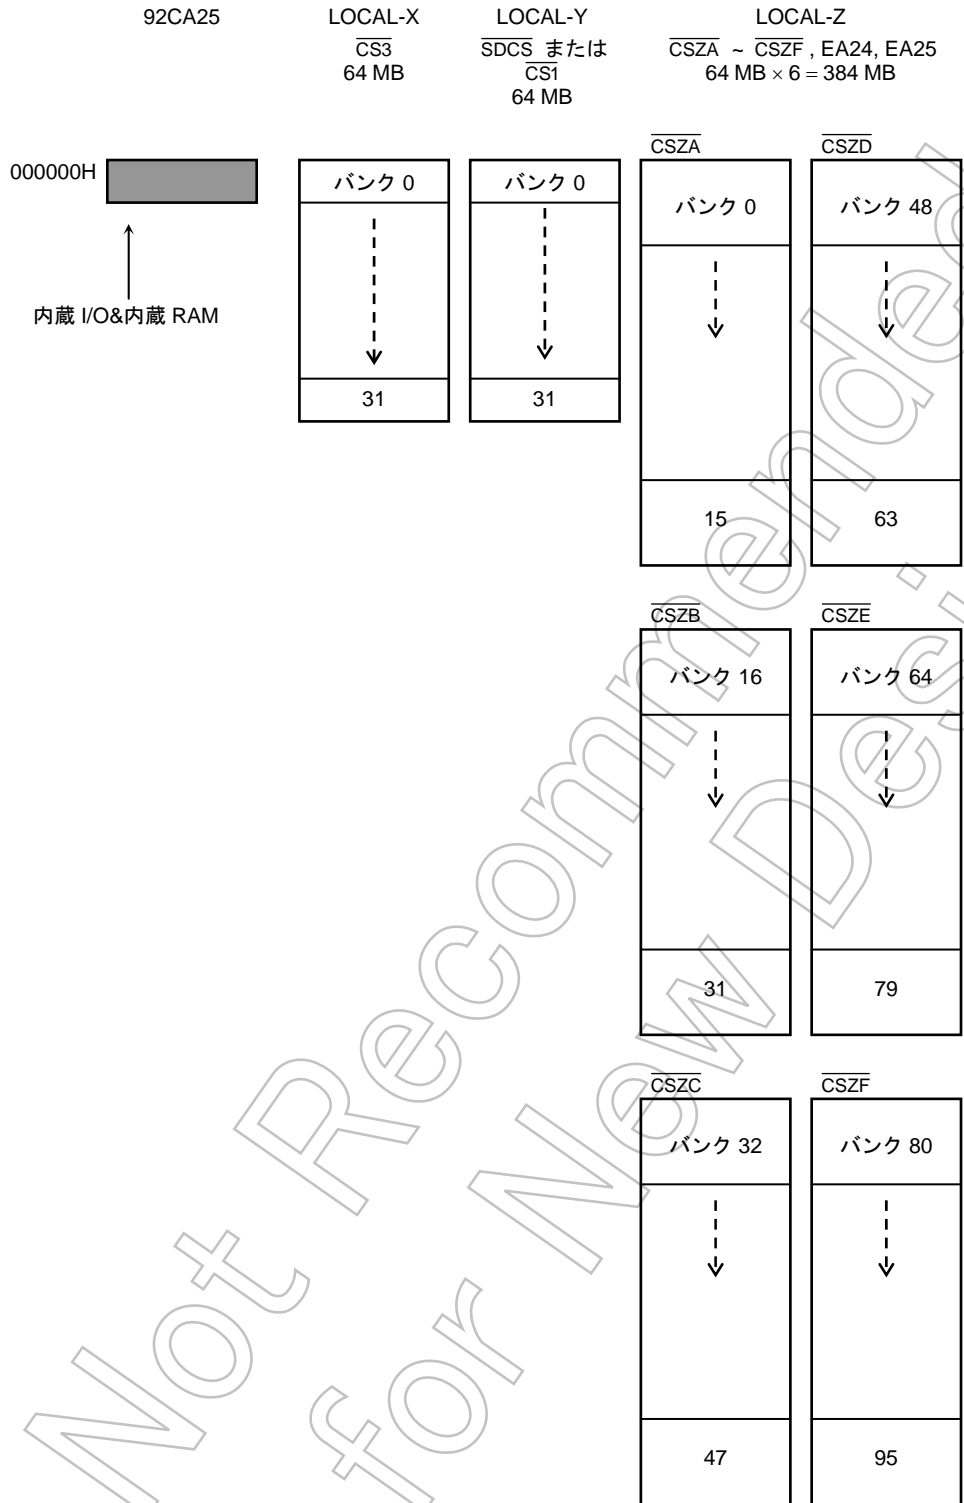 92CA25
LOCAL-X
CS3
64 MB
LOCAL-Y
SDCS または
CS1
64 MB
LOCAL-Z
CSZA ~ CSZF , EA24, EA25
64 MB × 6 = 384 MB
000000H
内蔵 I/O&内蔵 RAM
バンク 0
31
バンク 0
31
CSZA
バンク 0
15
CSZD
バンク 48
63
CSZB
バンク 16
31
CSZE
バンク 64
79
CSZC
バンク 32
47
CSZF
バンク 80
95
Not Recommended
for New Desi